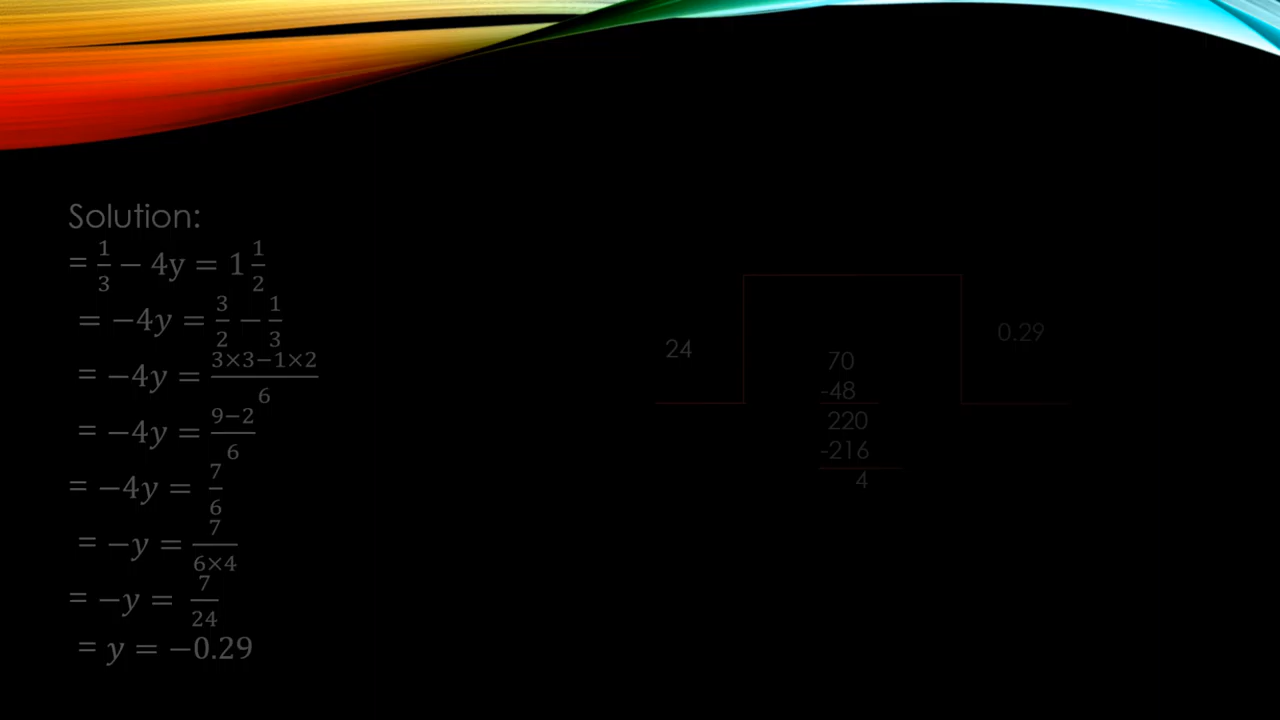 Solution:
= 1/3 − 4y = 1 1/2
= −4y = 3/2 − 1/3
= −4y = (3×3−1×2)/6
= −4y = (9−2)/6
= −4y = 7/6
= −y = 7/(6×4)
= −y = 7/24
= y = −0.29
24
0.29
70
-48
220
-216
4